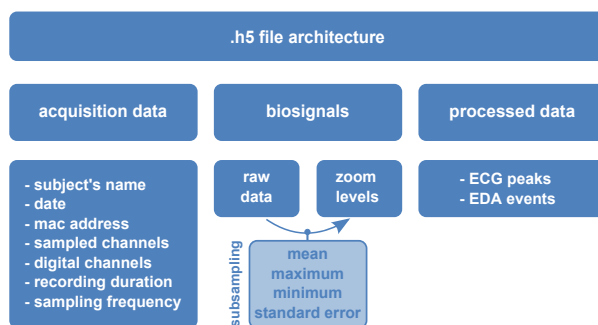 .h5 file architecture
acquisition data
biosignals
processed data
- subject's name
- date
- mac address
- sampled channels
- digital channels
- recording duration
- sampling frequency
raw
data
zoom
levels
subsampling
mean
maximum
minimum
standard error
- ECG peaks
- EDA events